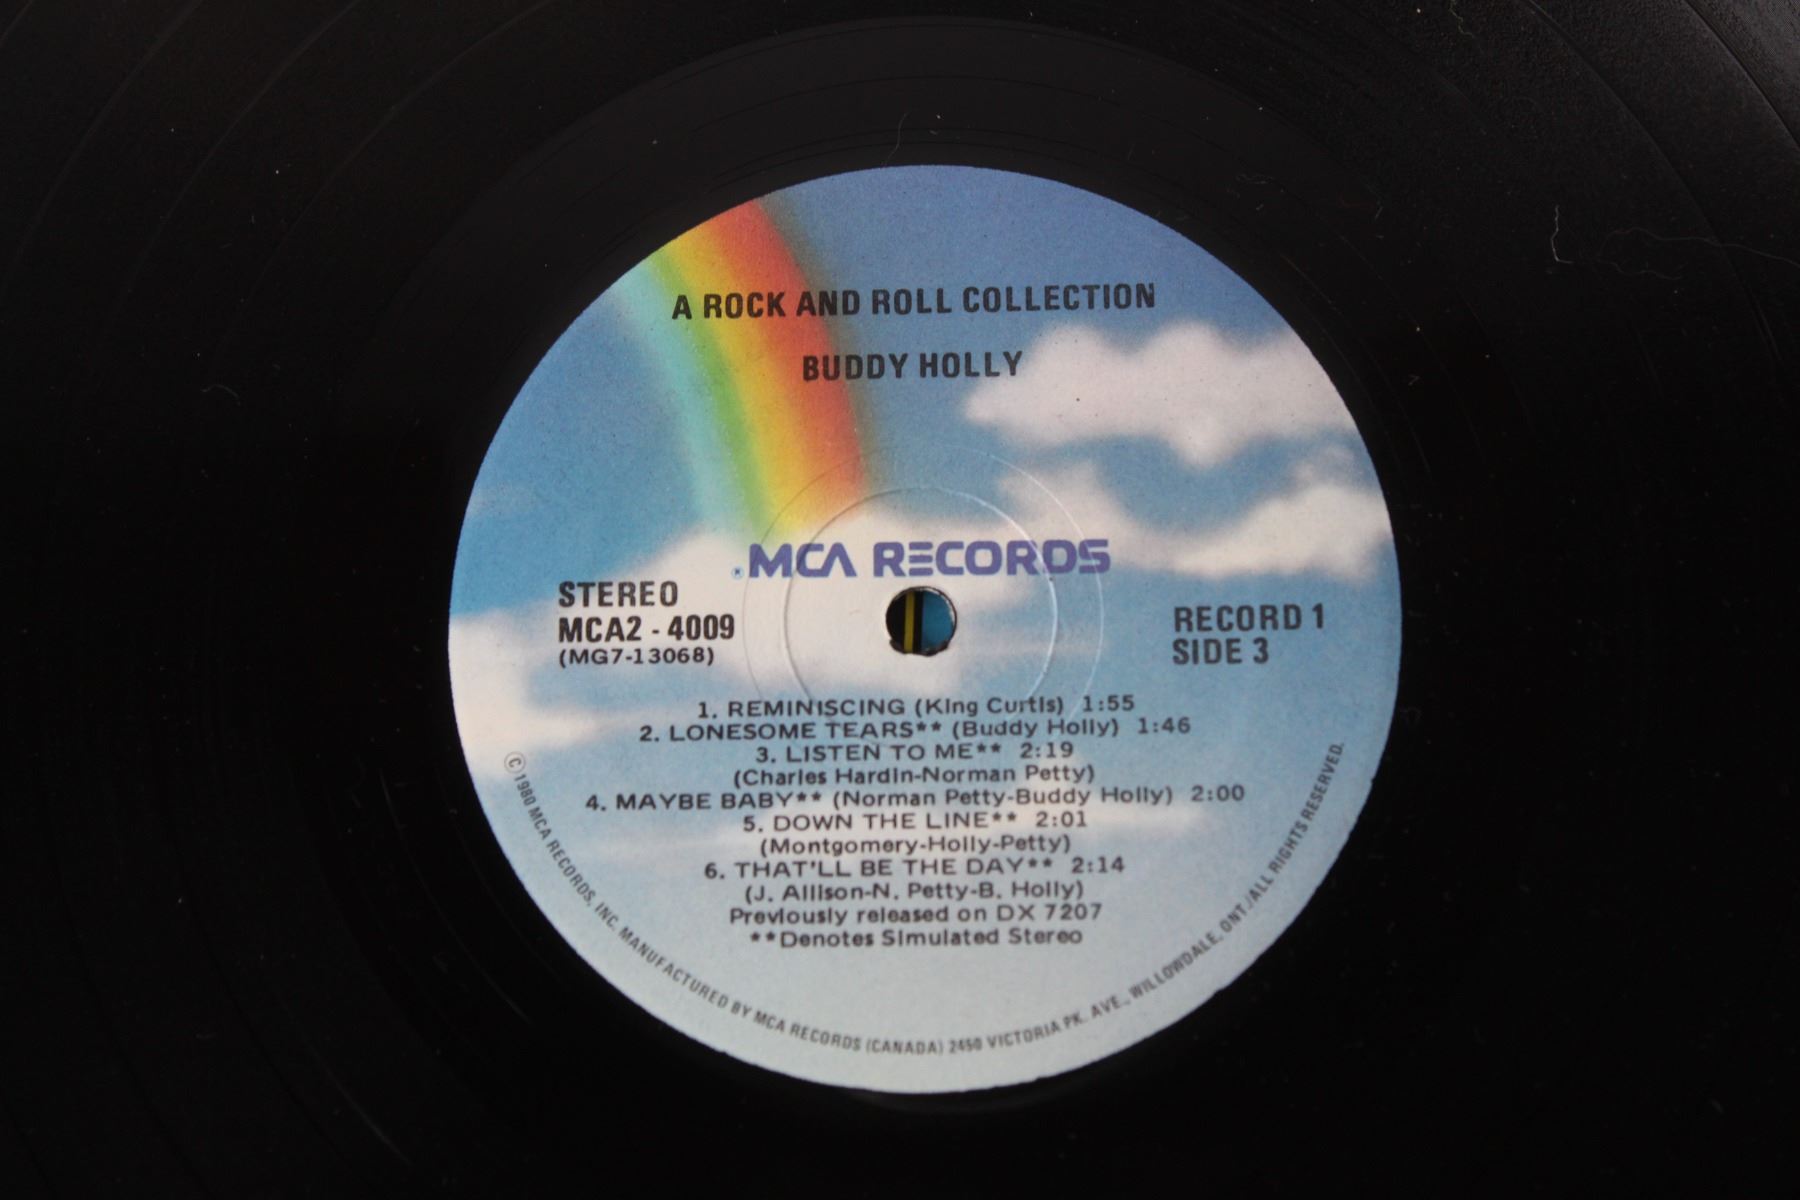 A ROCK AND ROLL COLLECTION
BUDDY HOLLY
MCA RECORDS
STEREO
MCA2 - 4009
(MG7-13068)
RECORD 1
SIDE 3
1. REMINISCING (King Curtis) 1:55
2. LONESOME TEARS** (Buddy Holly) 1:46
3. LISTEN TO ME** 2:19
(Charles Hardin-Norman Petty)
4. MAYBE BABY** (Norman Petty-Buddy Holly) 2:00
5. DOWN THE LINE** 2:01
(Montgomery-Holly-Petty)
6. THAT'LL BE THE DAY** 2:14
(J. Allison-N. Petty-B. Holly)
Previously released on DX 7207
**Denotes Simulated Stereo
©1980 MCA RECORDS, INC. MANUFACTURED BY MCA RECORDS (CANADA) 2450 VICTORIA PK. AVE., WILLOWDALE, ONT./ALL RIGHTS RESERVED.